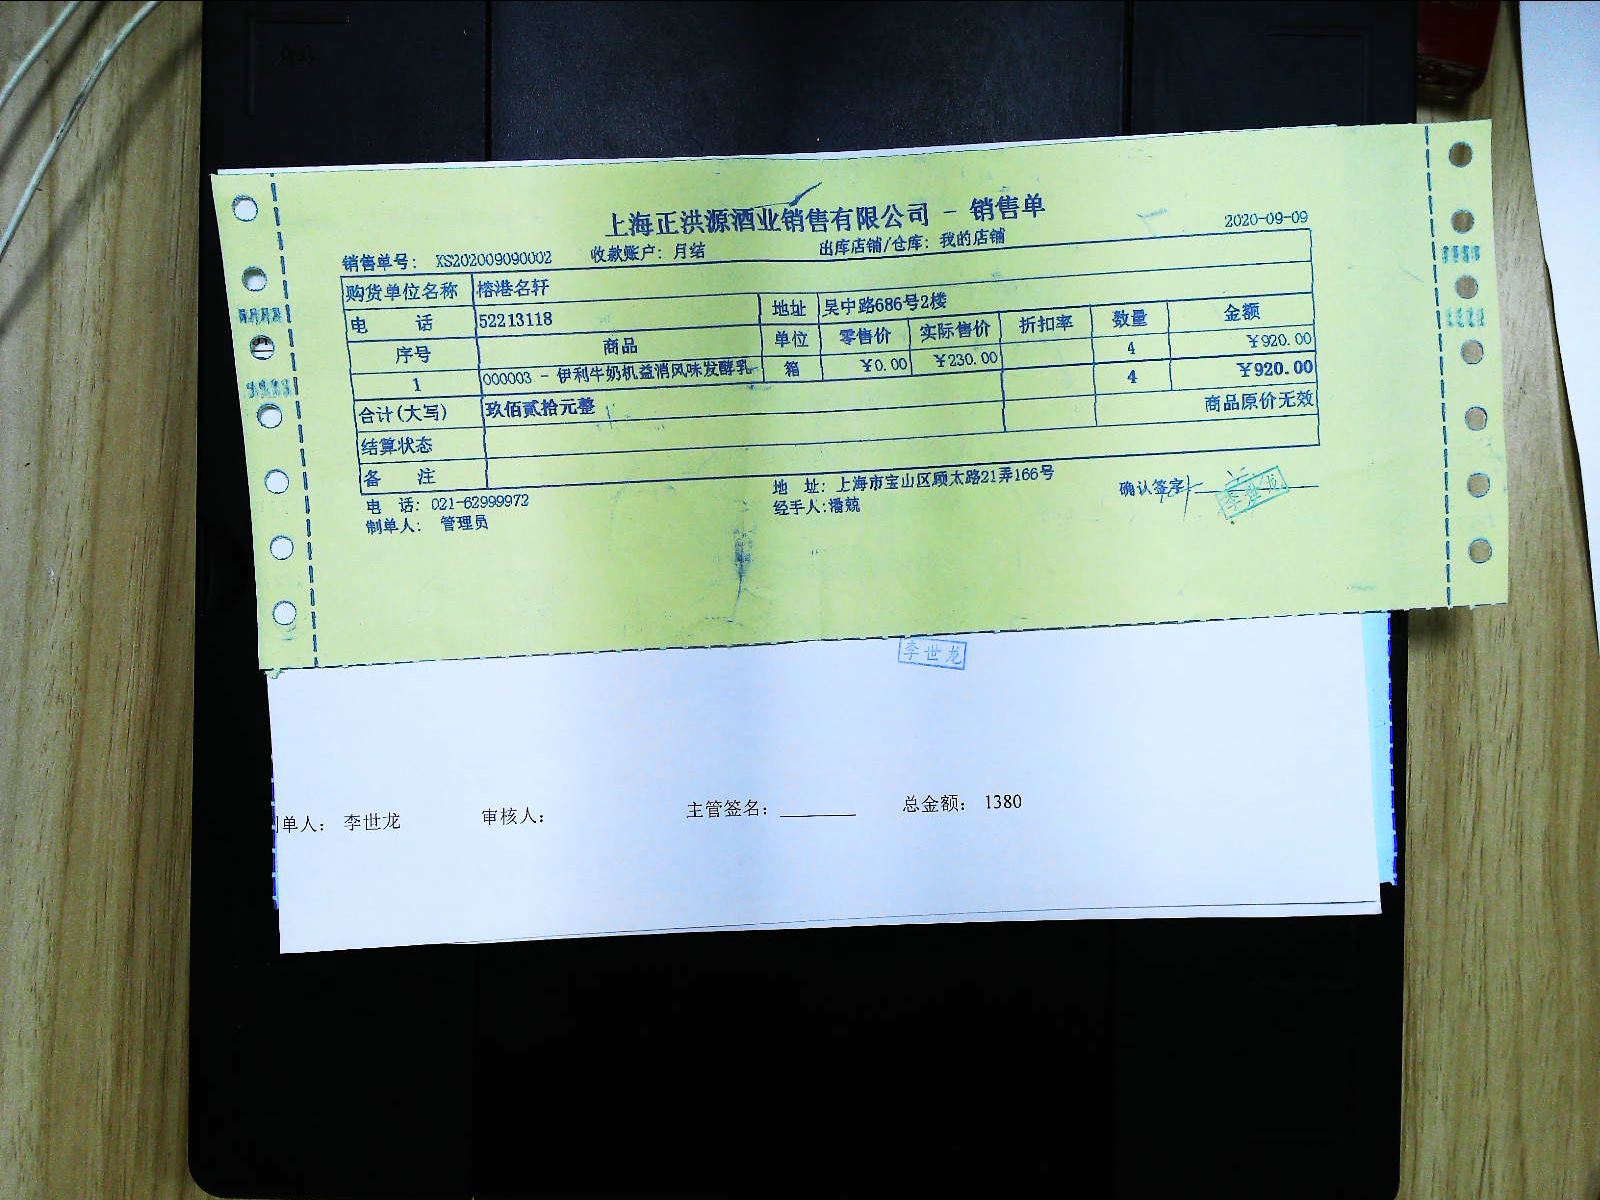 上海正洪源酒业销售有限公司 - 销售单
2020-09-09
销售单号： XS202009090002 收款账户：月结 出库店铺/仓库：我的店铺
购货单位名称 榕港名轩
电 话 52213118 地址 吴中路686号2楼
序号 商品 单位 零售价 实际售价 折扣率 数量 金额
1 000003 - 伊利牛奶机益消风味发酵乳 箱 ￥0.00 ￥230.00 4 ￥920.00
合计(大写) 玖佰贰拾元整 4 ￥920.00
结算状态 商品原价无效
备 注
电 话：021-62999972 地 址：上海市宝山区顾太路21弄166号 确认签字
李世龙
制单人： 管理员 经手人:潘兢
李世龙
单人： 李世龙 审核人： 主管签名： 总金额： 1380